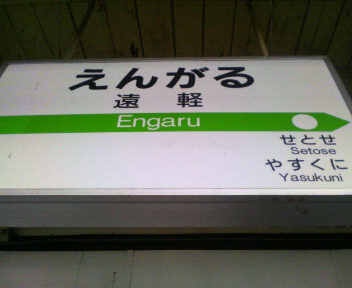 えんがる
遠軽
Engaru
せとせ
Setose
やすくに
Yasukuni